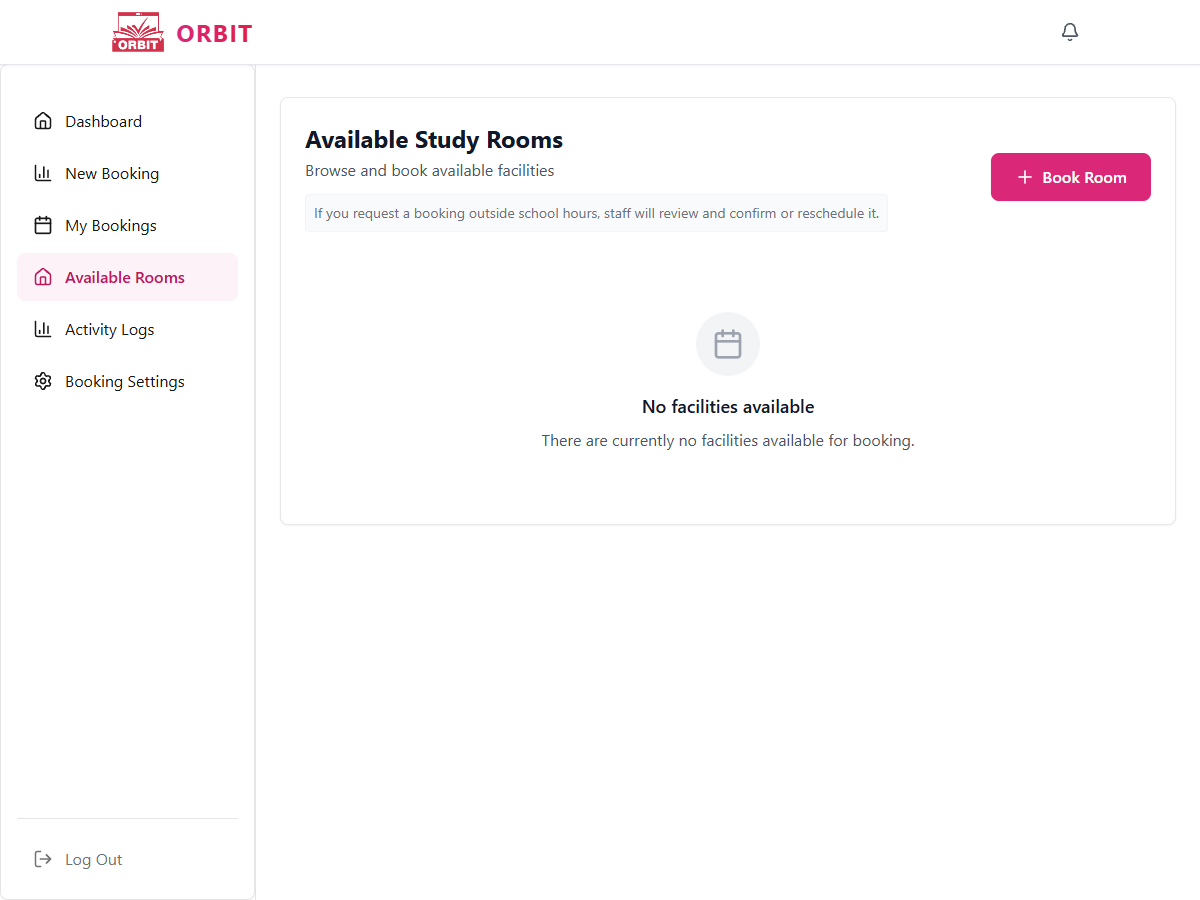 ORBIT
ORBIT
Dashboard
New Booking
My Bookings
Available Rooms
Activity Logs
Booking Settings
Log Out
Available Study Rooms
Browse and book available facilities
If you request a booking outside school hours, staff will review and confirm or reschedule it.
Book Room
No facilities available
There are currently no facilities available for booking.